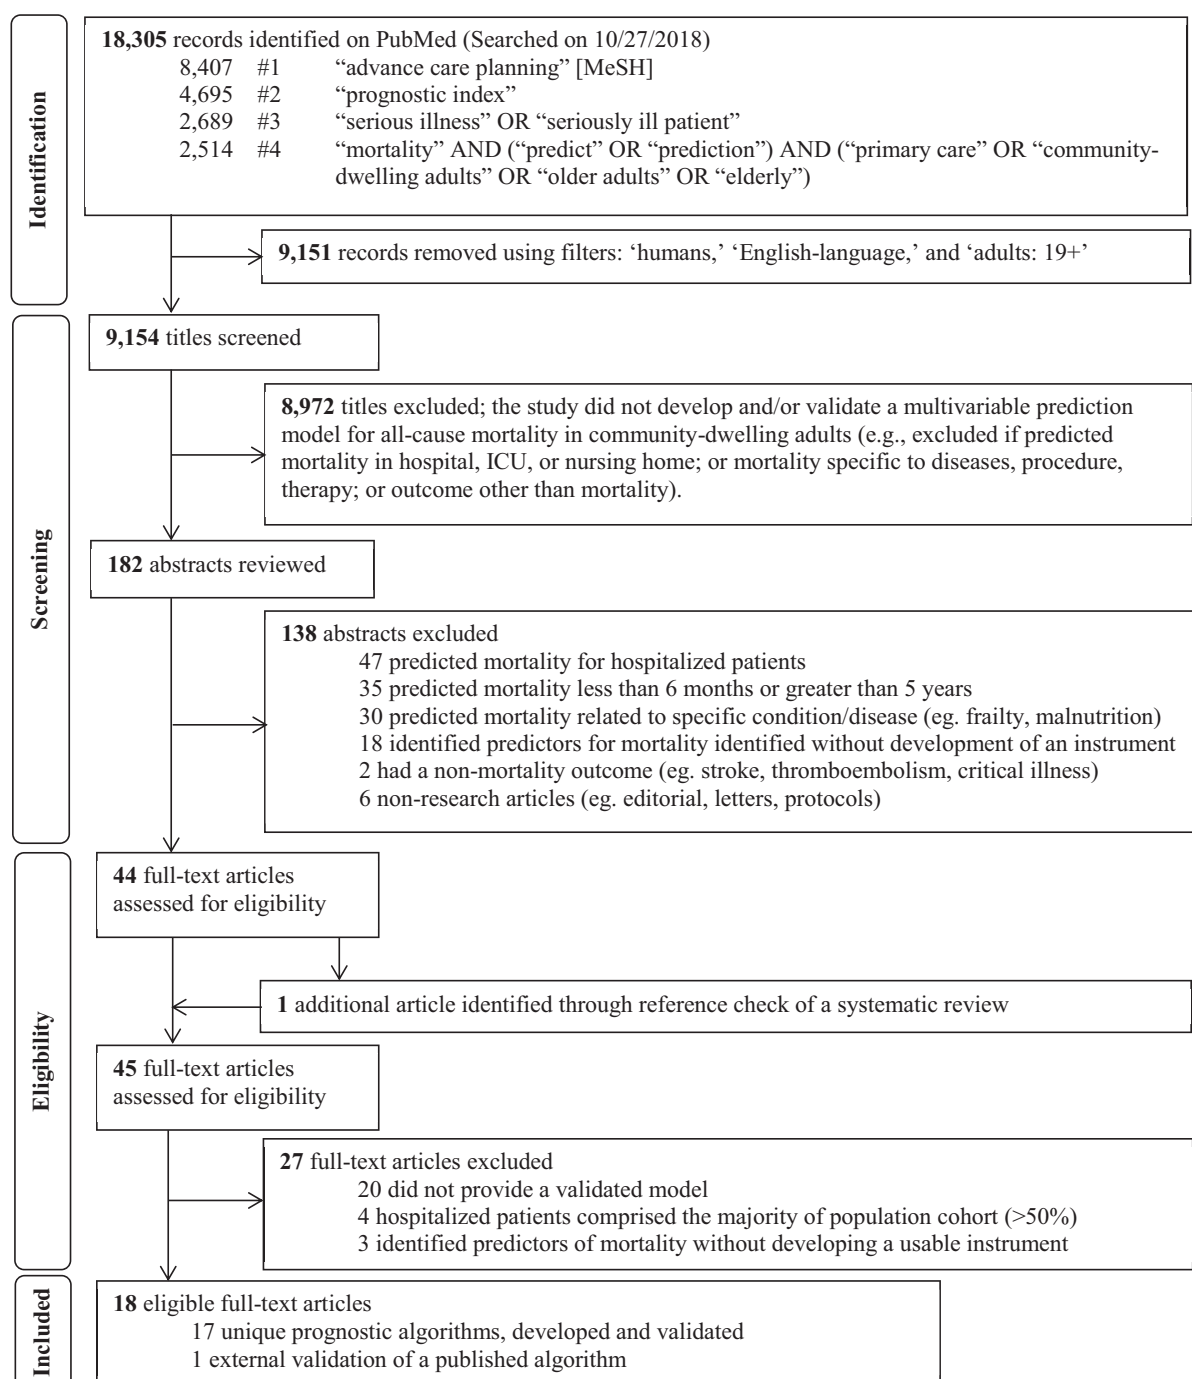 Identification
18,305 records identified on PubMed (Searched on 10/27/2018)
8,407 #1 “advance care planning” [MeSH]
4,695 #2 “prognostic index”
2,689 #3 “serious illness” OR “seriously ill patient”
2,514 #4 “mortality” AND (“predict” OR “prediction”) AND (“primary care” OR “community-
dwelling adults” OR “older adults” OR “elderly”)
9,151 records removed using filters: ‘humans,’ ‘English-language,’ and ‘adults: 19+’
Screening
9,154 titles screened
8,972 titles excluded; the study did not develop and/or validate a multivariable prediction
model for all-cause mortality in community-dwelling adults (e.g., excluded if predicted
mortality in hospital, ICU, or nursing home; or mortality specific to diseases, procedure,
therapy; or outcome other than mortality).
182 abstracts reviewed
138 abstracts excluded
47 predicted mortality for hospitalized patients
35 predicted mortality less than 6 months or greater than 5 years
30 predicted mortality related to specific condition/disease (eg. frailty, malnutrition)
18 identified predictors for mortality identified without development of an instrument
2 had a non-mortality outcome (eg. stroke, thromboembolism, critical illness)
6 non-research articles (eg. editorial, letters, protocols)
Eligibility
44 full-text articles
assessed for eligibility
1 additional article identified through reference check of a systematic review
45 full-text articles
assessed for eligibility
27 full-text articles excluded
20 did not provide a validated model
4 hospitalized patients comprised the majority of population cohort (>50%)
3 identified predictors of mortality without developing a usable instrument
Included
18 eligible full-text articles
17 unique prognostic algorithms, developed and validated
1 external validation of a published algorithm